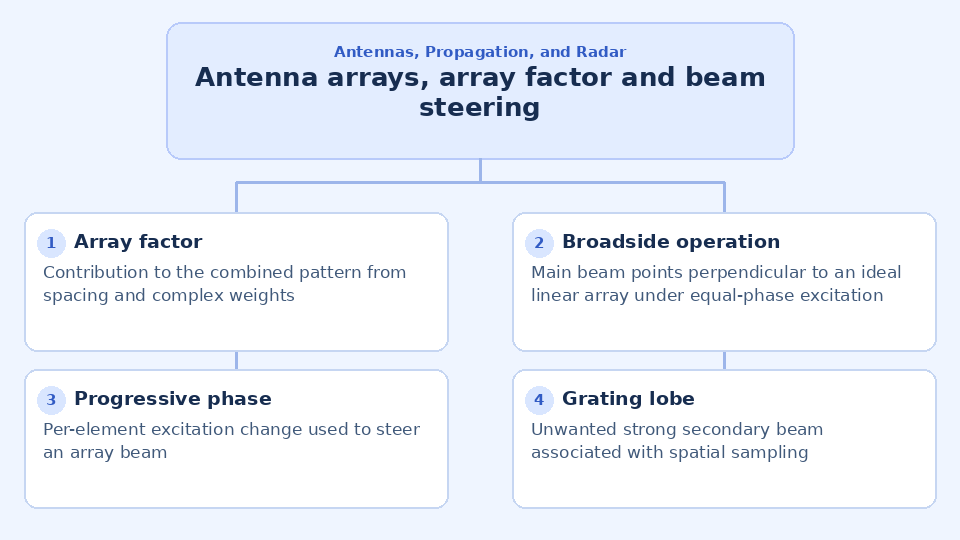 Antennas, Propagation, and Radar
Antenna arrays, array factor and beam
steering
1 Array factor
Contribution to the combined pattern from
spacing and complex weights
2 Broadside operation
Main beam points perpendicular to an ideal
linear array under equal-phase excitation
3 Progressive phase
Per-element excitation change used to steer
an array beam
4 Grating lobe
Unwanted strong secondary beam
associated with spatial sampling